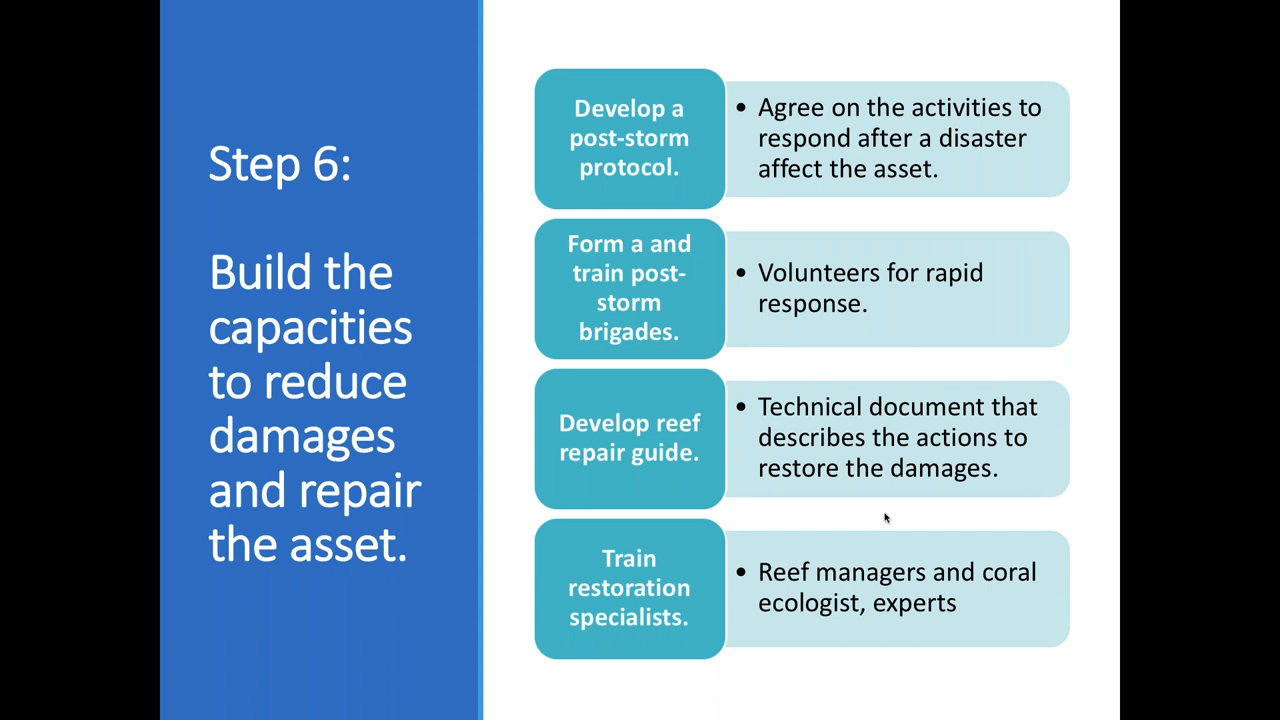 Step 6:
Build the
capacities
to reduce
damages
and repair
the asset.
Develop a
post-storm
protocol.
• Agree on the activities to
respond after a disaster
affect the asset.
Form a and
train post-
storm
brigades.
• Volunteers for rapid
response.
Develop reef
repair guide.
• Technical document that
describes the actions to
restore the damages.
Train
restoration
specialists.
• Reef managers and coral
ecologist, experts